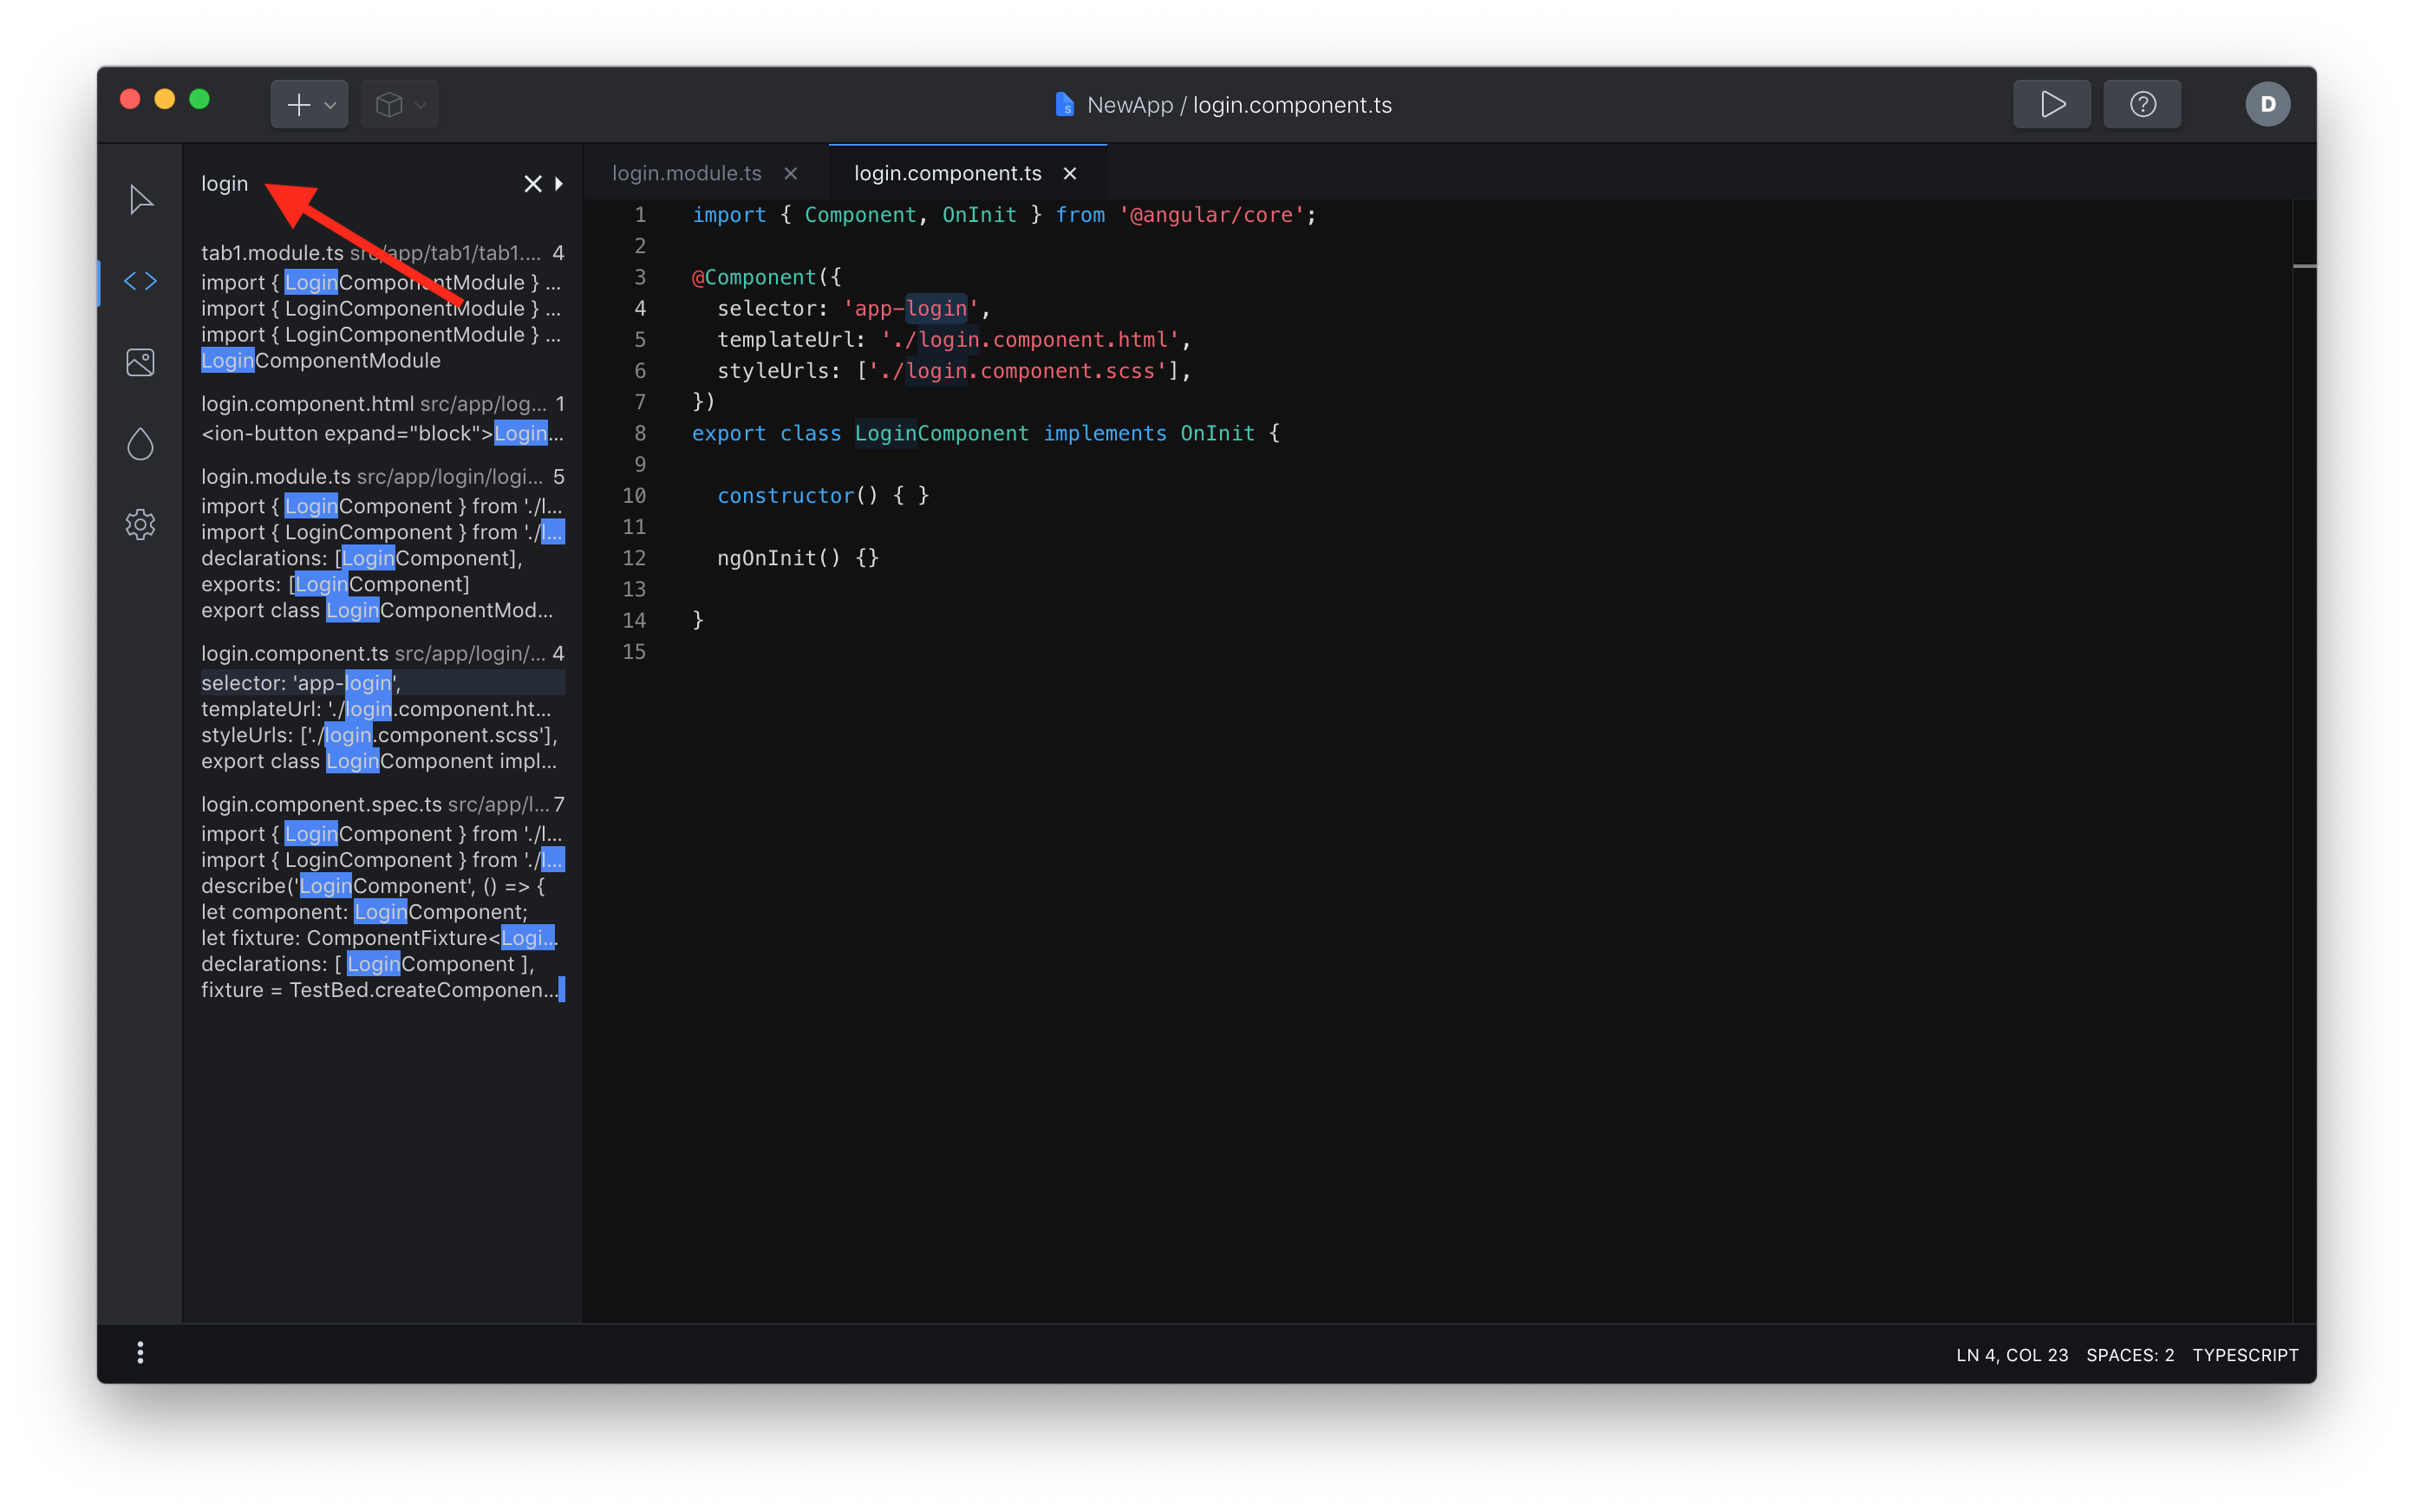 NewApp / login.component.ts
D
login
tab1.module.ts src/app/tab1/tab1.... 4
import { LoginComponentModule } ...
import { LoginComponentModule } ...
import { LoginComponentModule } ...
LoginComponentModule
login.component.html src/app/log... 1
<ion-button expand="block">Login...
login.module.ts src/app/login/logi... 5
import { LoginComponent } from './l...
import { LoginComponent } from './l...
declarations: [LoginComponent],
exports: [LoginComponent]
export class LoginComponentMod...
login.component.ts src/app/login/... 4
selector: 'app-login',
templateUrl: './login.component.ht...
styleUrls: ['./login.component.scss'],
export class LoginComponent impl...
login.component.spec.ts src/app/l... 7
import { LoginComponent } from './l...
import { LoginComponent } from './l...
describe('LoginComponent', () => {
let component: LoginComponent;
let fixture: ComponentFixture<Logi...
declarations: [ LoginComponent ],
fixture = TestBed.createComponen...
login.module.ts
login.component.ts
1 import { Component, OnInit } from '@angular/core';
2
3 @Component({
4 selector: 'app-login',
5 templateUrl: './login.component.html',
6 styleUrls: ['./login.component.scss'],
7 })
8 export class LoginComponent implements OnInit {
9
10 constructor() { }
11
12 ngOnInit() {}
13
14 }
15
LN 4, COL 23 SPACES: 2 TYPESCRIPT